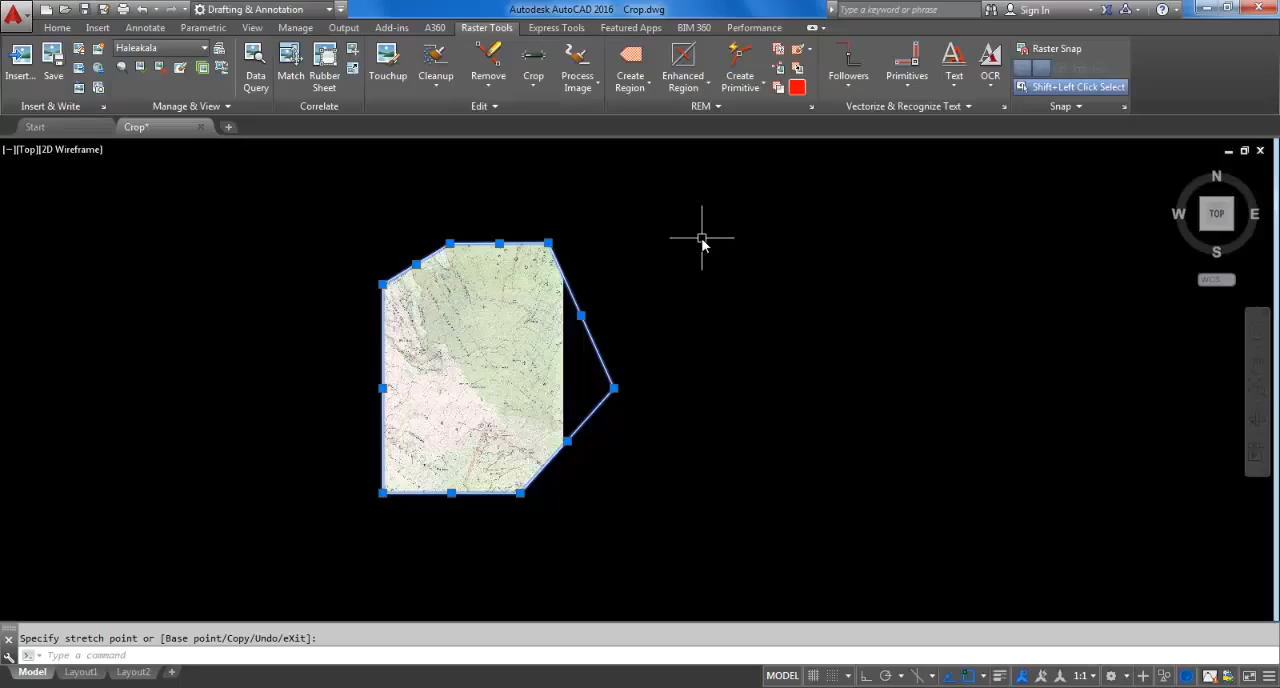 Drafting & Annotation
Autodesk AutoCAD 2016 Crop.dwg
Type a keyword or phrase
Sign In
Home Insert Annotate Parametric View Manage Output Add-ins A360 Raster Tools Express Tools Featured Apps BIM 360 Performance
Haleakala
Raster Snap
Insert... Save Data Query Match Rubber Sheet Touchup Cleanup Remove Crop Process Image Create Region Enhanced Region Create Primitive Followers Primitives Text OCR
Shift+Left Click Select
Insert & Write Manage & View Correlate Edit REM Vectorize & Recognize Text Snap
Start Crop*
[−][Top][2D Wireframe]
N
W TOP E
S
WCS
Specify stretch point or [Base point/Copy/Undo/eXit]:
Type a command
Model Layout1 Layout2 +
MODEL 1:1